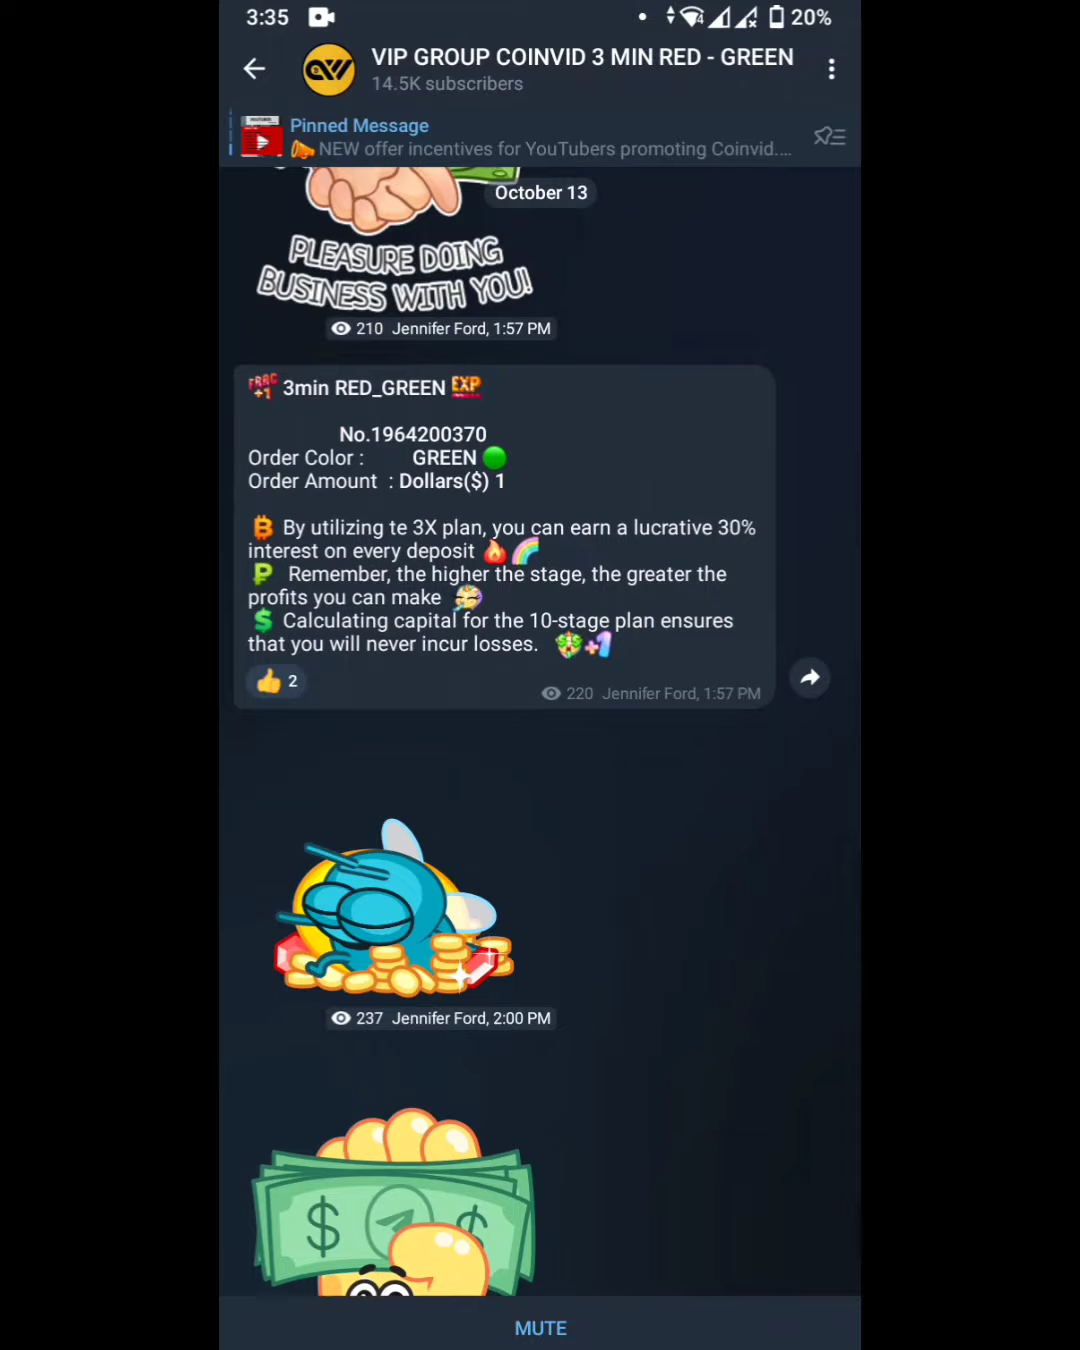 3:35
20%
VIP GROUP COINVID 3 MIN RED - GREEN
14.5K subscribers
Pinned Message
NEW offer incentives for YouTubers promoting Coinvid....
October 13
PLEASURE DOING
BUSINESS WITH YOU!
210 Jennifer Ford, 1:57 PM
3min RED_GREEN EXP
No.1964200370
Order Color : GREEN
Order Amount : Dollars($) 1
By utilizing te 3X plan, you can earn a lucrative 30%
interest on every deposit
Remember, the higher the stage, the greater the
profits you can make
Calculating capital for the 10-stage plan ensures
that you will never incur losses.
2
220 Jennifer Ford, 1:57 PM
237 Jennifer Ford, 2:00 PM
MUTE